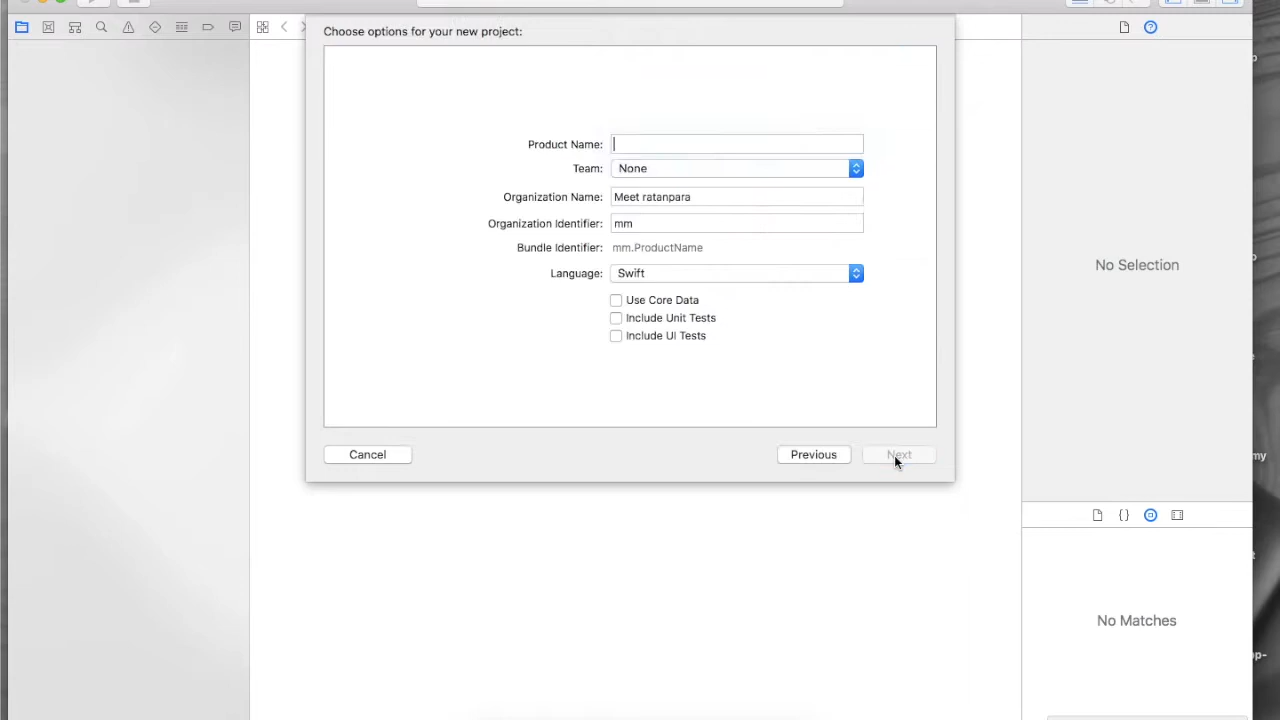 Choose options for your new project:
Product Name:
Team: None
Organization Name: Meet ratanpara
Organization Identifier: mm
Bundle Identifier: mm.ProductName
Language: Swift
Use Core Data
Include Unit Tests
Include UI Tests
Cancel Previous Next
No Selection
No Matches